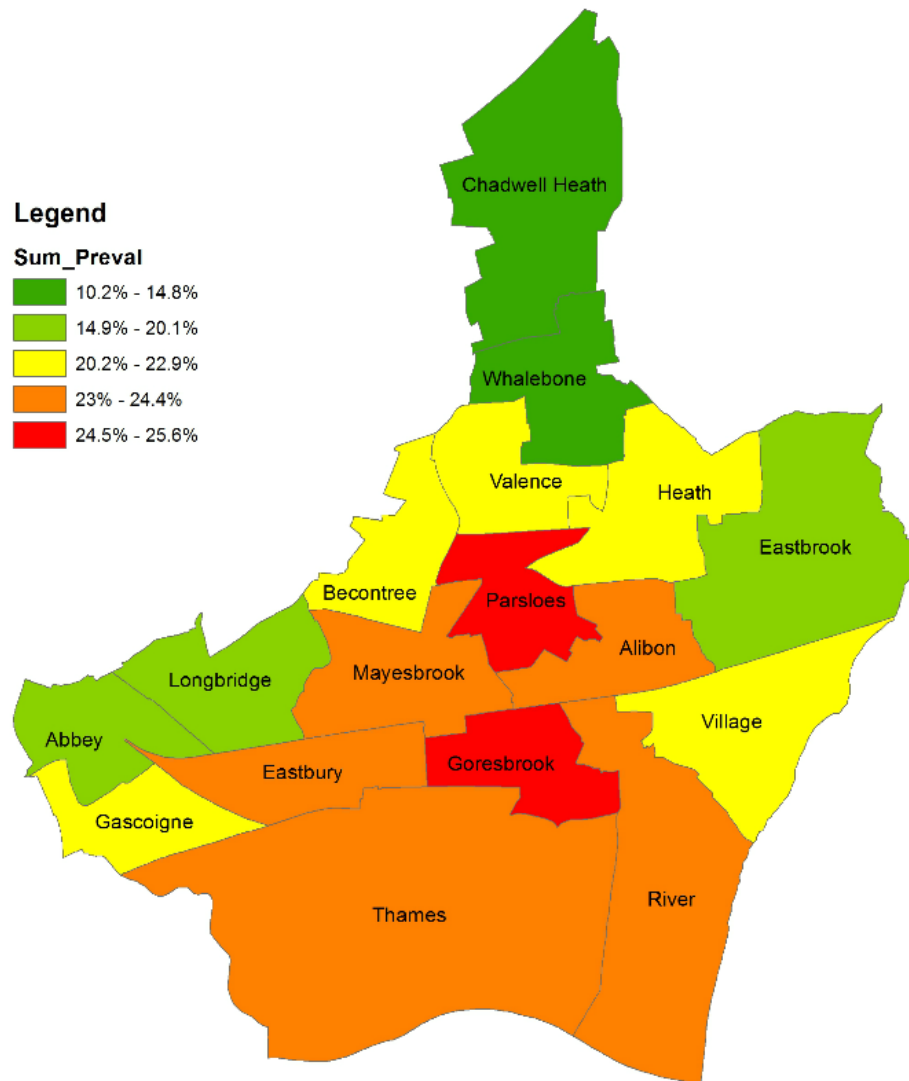 Chadwell Heath
Legend
Sum_Preval
10.2% - 14.8%
14.9% - 20.1%
20.2% - 22.9%
23% - 24.4%
24.5% - 25.6%
Whalebone
Valence
Heath
Eastbrook
Becontree
Parsloes
Alibon
Longbridge
Mayesbrook
Village
Abbey
Eastbury
Goresbrook
Gascoigne
Thames
River